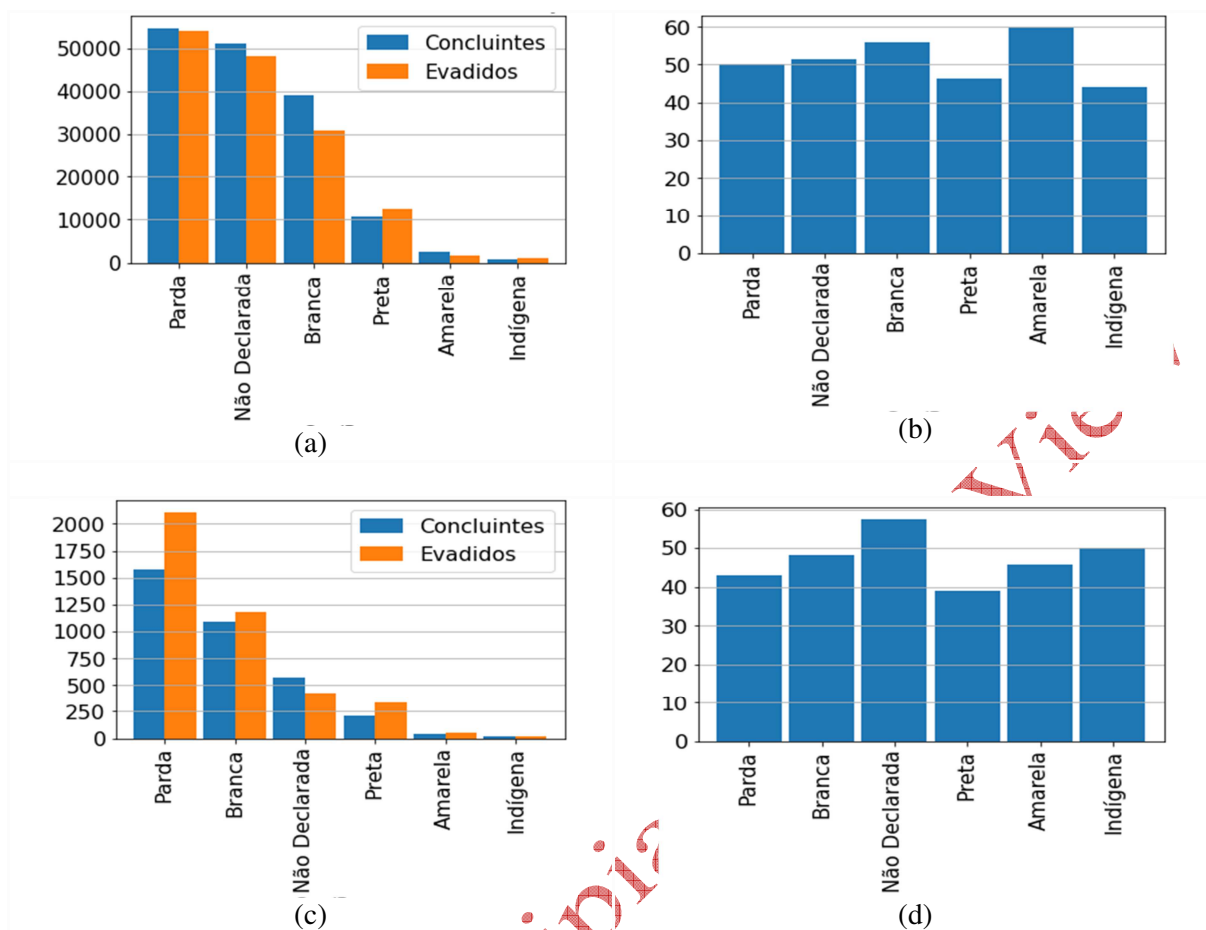 50000
40000
30000
20000
10000
0
Concluintes
Evadidos
Parda
Não Declarada
Branca
Preta
Amarela
Indígena
(a)
60
50
40
30
20
10
0
Parda
Não Declarada
Branca
Preta
Amarela
Indígena
(b)
2000
1750
1500
1250
1000
750
500
250
0
Concluintes
Evadidos
Parda
Branca
Não Declarada
Preta
Amarela
Indígena
(c)
60
50
40
30
20
10
0
Parda
Branca
Não Declarada
Preta
Amarela
Indígena
(d)